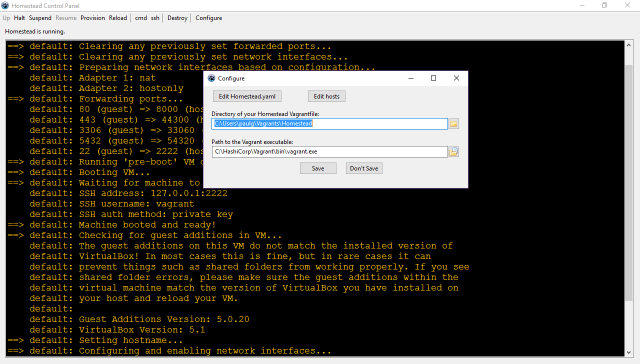 Homestead Control Panel
Up Halt Suspend Resume Provision Reload cmd ssh Destroy Configure
Homestead is running.
==> default: Clearing any previously set forwarded ports...
==> default: Clearing any previously set network interfaces...
==> default: Preparing network interfaces based on configuration...
default: Adapter 1: nat
default: Adapter 2: hostonly
==> default: Forwarding ports...
default: 80 (guest) => 8000 (hos
default: 443 (guest) => 44300 (h
default: 3306 (guest) => 33060 (
default: 5432 (guest) => 54320 (
default: 22 (guest) => 2222 (hos
==> default: Running 'pre-boot' VM c
==> default: Booting VM...
==> default: Waiting for machine to
default: SSH address: 127.0.0.1:2222
default: SSH username: vagrant
default: SSH auth method: private key
==> default: Machine booted and ready!
==> default: Checking for guest additions in VM...
default: The guest additions on this VM do not match the installed version of
default: VirtualBox! In most cases this is fine, but in rare cases it can
default: prevent things such as shared folders from working properly. If you see
default: shared folder errors, please make sure the guest additions within the
default: virtual machine match the version of VirtualBox you have installed on
default: your host and reload your VM.
default:
default: Guest Additions Version: 5.0.20
default: VirtualBox Version: 5.1
==> default: Setting hostname...
==> default: Configuring and enabling network interfaces...
Configure
Edit Homestead.yaml Edit hosts
Directory of your Homestead Vagrantfile:
C:\Users\paulg\Vagrants\Homestead
Path to the Vagrant executable:
C:\HashiCorp\Vagrant\bin\vagrant.exe
Save Don't Save